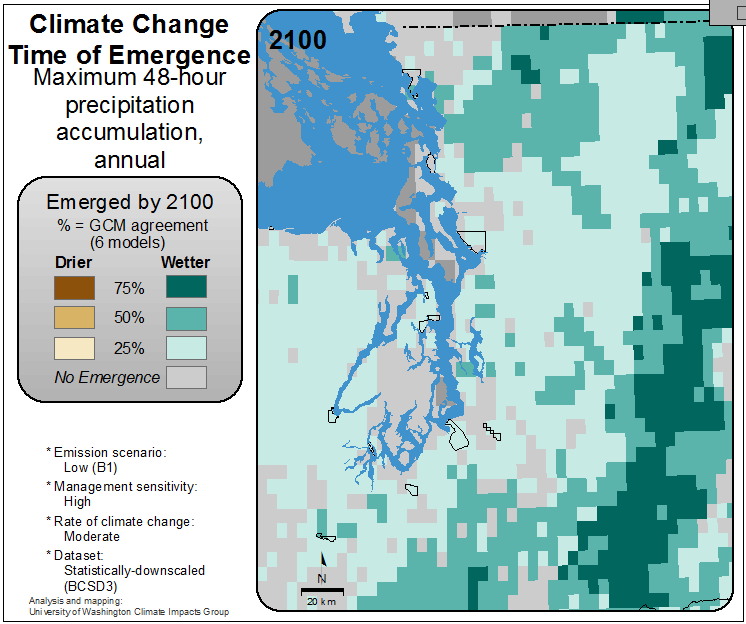 Climate Change
Time of Emergence
Maximum 48-hour
precipitation
accumulation,
annual
Emerged by 2100
% = GCM agreement
(6 models)
Drier Wetter
75%
50%
25%
No Emergence
* Emission scenario:
Low (B1)
* Management sensitivity:
High
* Rate of climate change:
Moderate
* Dataset:
Statistically-downscaled
(BCSD3)
Analysis and mapping:
University of Washington Climate Impacts Group
2100
N
20 km